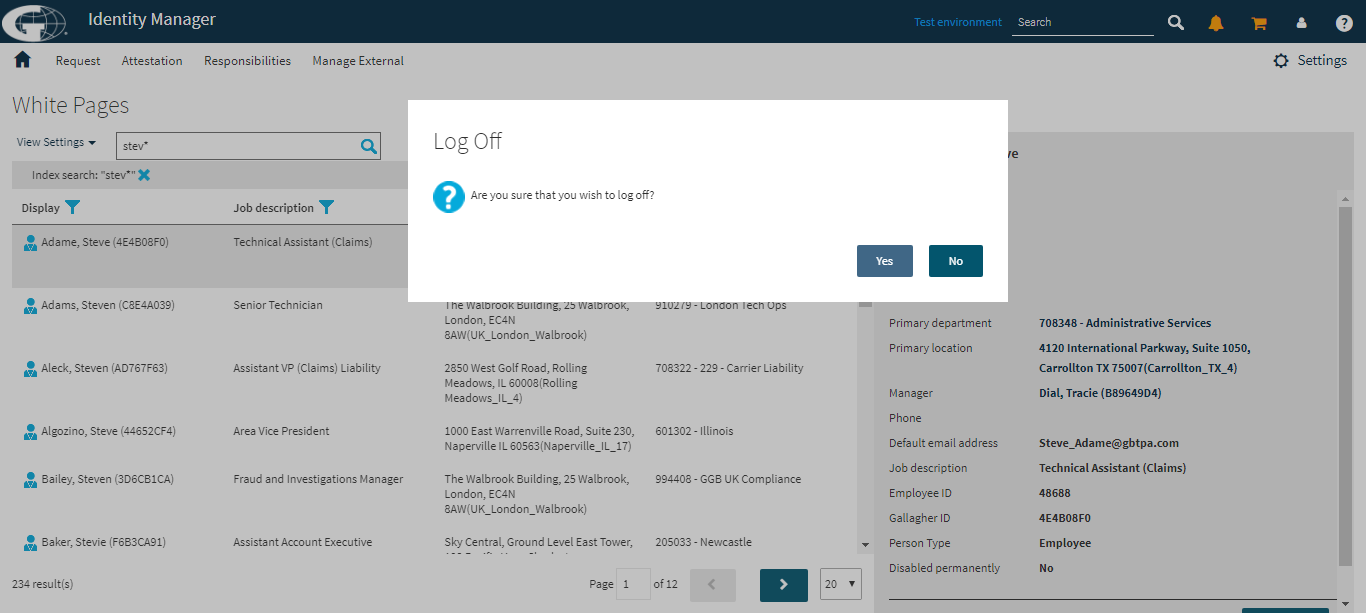 Identity Manager
Test environment
Search
Request
Attestation
Responsibilities
Manage External
Settings
White Pages
View Settings
stev*
Index search: "stev*"
Display
Job description
Adame, Steve (4E4B08F0)
Technical Assistant (Claims)
Adams, Steven (C8E4A039)
Senior Technician
The Walbrook Building, 25 Walbrook,
London, EC4N
8AW(UK_London_Walbrook)
910279 - London Tech Ops
Aleck, Steven (AD767F63)
Assistant VP (Claims) Liability
2850 West Golf Road, Rolling
Meadows, IL 60008(Rolling
Meadows_IL_4)
708322 - 229 - Carrier Liability
Algozino, Steve (44652CF4)
Area Vice President
1000 East Warrenville Road, Suite 230,
Naperville IL 60563(Naperville_IL_17)
601302 - Illinois
Bailey, Steven (3D6CB1CA)
Fraud and Investigations Manager
The Walbrook Building, 25 Walbrook,
London, EC4N
8AW(UK_London_Walbrook)
994408 - GGB UK Compliance
Baker, Stevie (F6B3CA91)
Assistant Account Executive
Sky Central, Ground Level East Tower,
205033 - Newcastle
234 result(s)
Page 1 of 12
20
Log Off
Are you sure that you wish to log off?
Yes
No
ve
Primary department
708348 - Administrative Services
Primary location
4120 International Parkway, Suite 1050,
Carrollton TX 75007(Carrollton_TX_4)
Manager
Dial, Tracie (B89649D4)
Phone
Default email address
Steve_Adame@gbtpa.com
Job description
Technical Assistant (Claims)
Employee ID
48688
Gallagher ID
4E4B08F0
Person Type
Employee
Disabled permanently
No